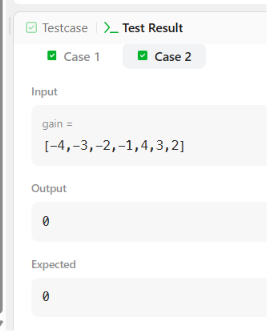 Testcase
Test Result
Case 1
Case 2
Input
gain =
[-4,-3,-2,-1,4,3,2]
Output
0
Expected
0